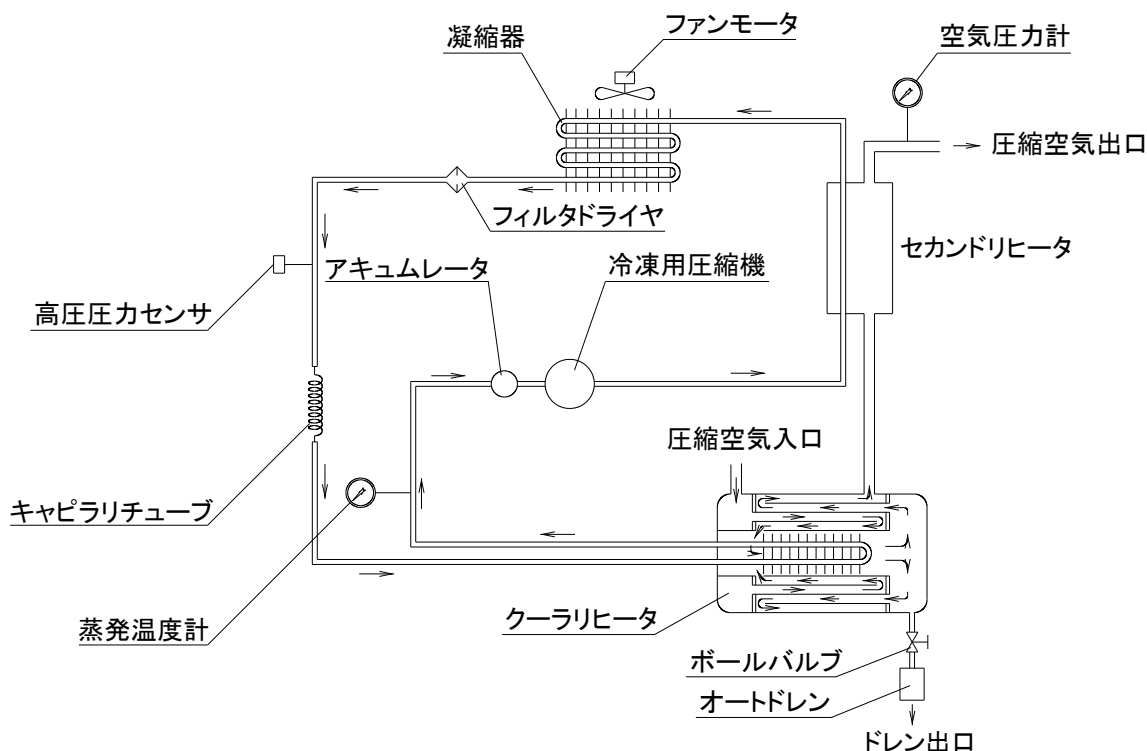 ファンモータ
凝縮器
空気圧力計
圧縮空気出口
フィルタドライヤ
セカンドリヒータ
アキュムレータ
冷凍用圧縮機
高圧圧力センサ
圧縮空気入口
キャピラリチューブ
クーラリヒータ
蒸発温度計
ボールバルブ
オートドレン
ドレン出口